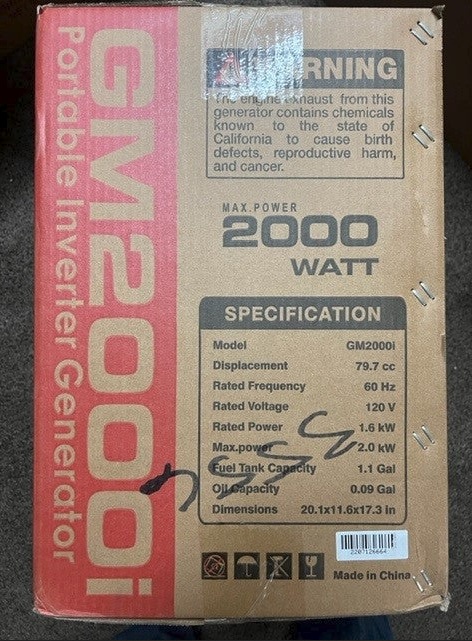 GM2000i
Portable Inverter Generator
WARNING
The engine exhaust from this
generator contains chemicals
known to the state of
California to cause birth
defects, reproductive harm,
and cancer.
MAX.POWER
2000
WATT
SPECIFICATION
Model GM2000i
Displacement 79.7 cc
Rated Frequency 60 Hz
Rated Voltage 120 V
Rated Power 1.6 kW
Max.power 2.0 kW
Fuel Tank Capacity 1.1 Gal
Oil Capacity 0.09 Gal
Dimensions 20.1x11.6x17.3 in
2207126664
Made in China